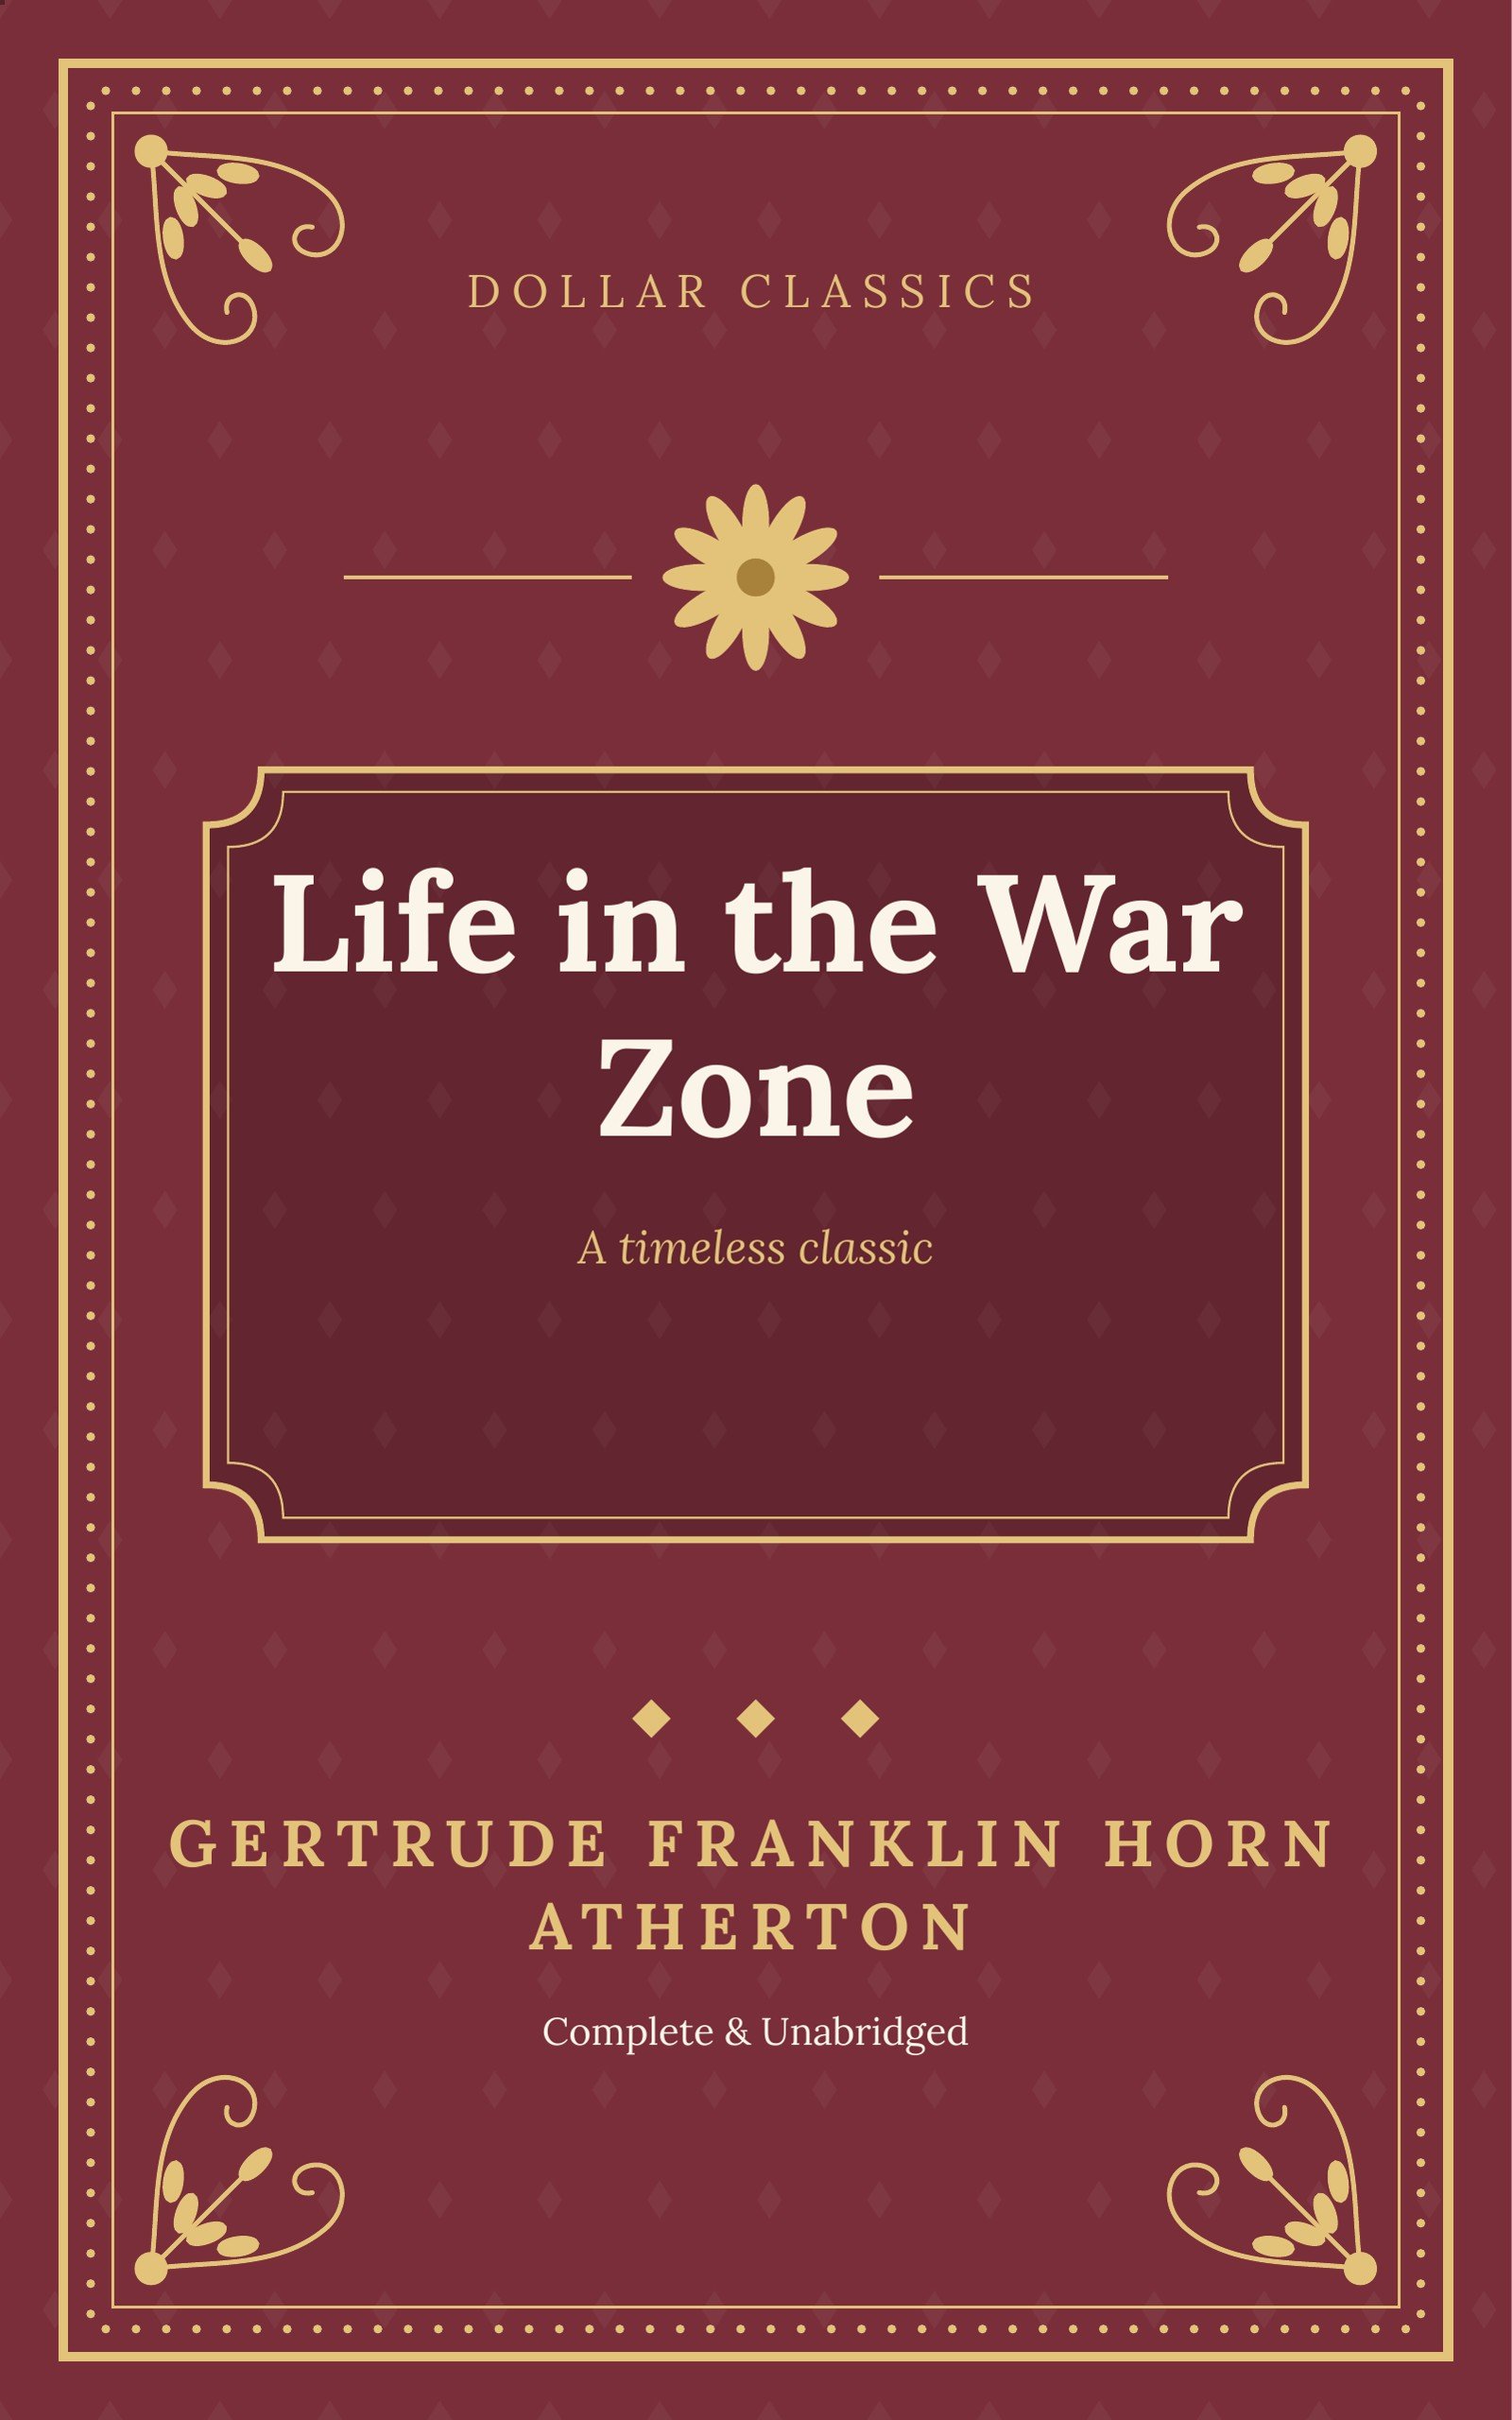 DOLLAR CLASSICS
Life in the War
Zone
A timeless classic
GERTRUDE FRANKLIN HORN
ATHERTON
Complete & Unabridged